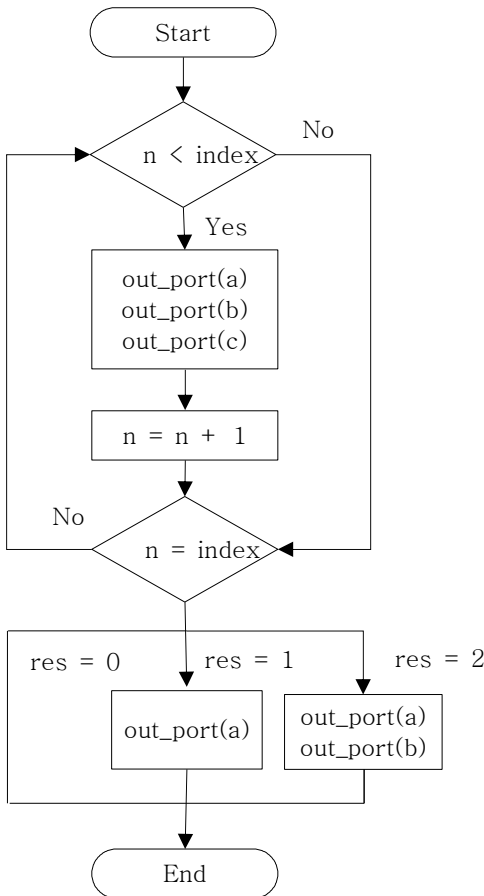 Start
n < index
No
Yes
out_port(a)
out_port(b)
out_port(c)
n = n + 1
No
n = index
res = 0
res = 1
res = 2
out_port(a)
out_port(a)
out_port(b)
End